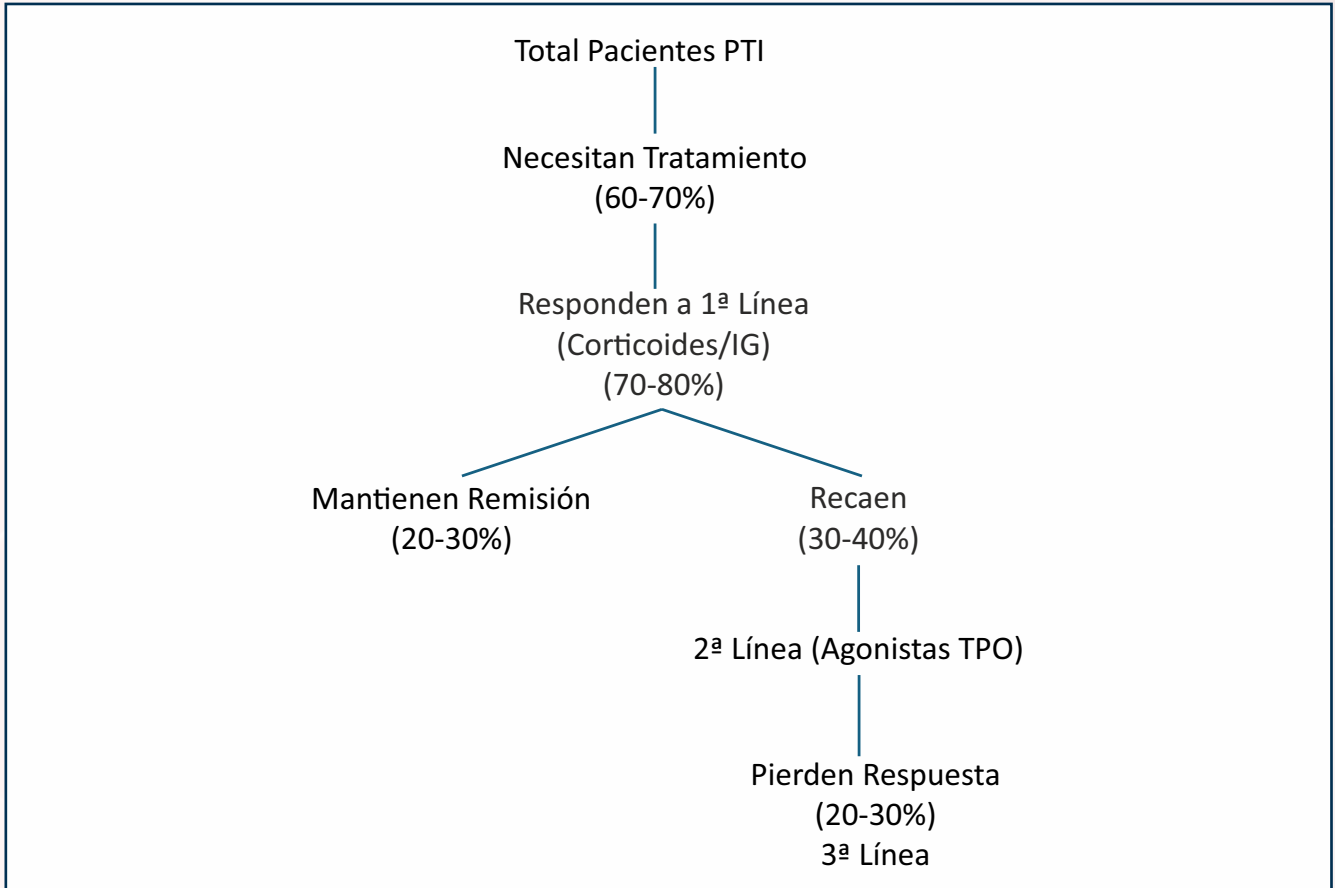 Total Pacientes PTI
Necesitan Tratamiento
(60-70%)
Responden a 1ª Línea
(Corticoides/IG)
(70-80%)
Mantienen Remisión
(20-30%)
Recaen
(30-40%)
2ª Línea (Agonistas TPO)
Pierden Respuesta
(20-30%)
3ª Línea